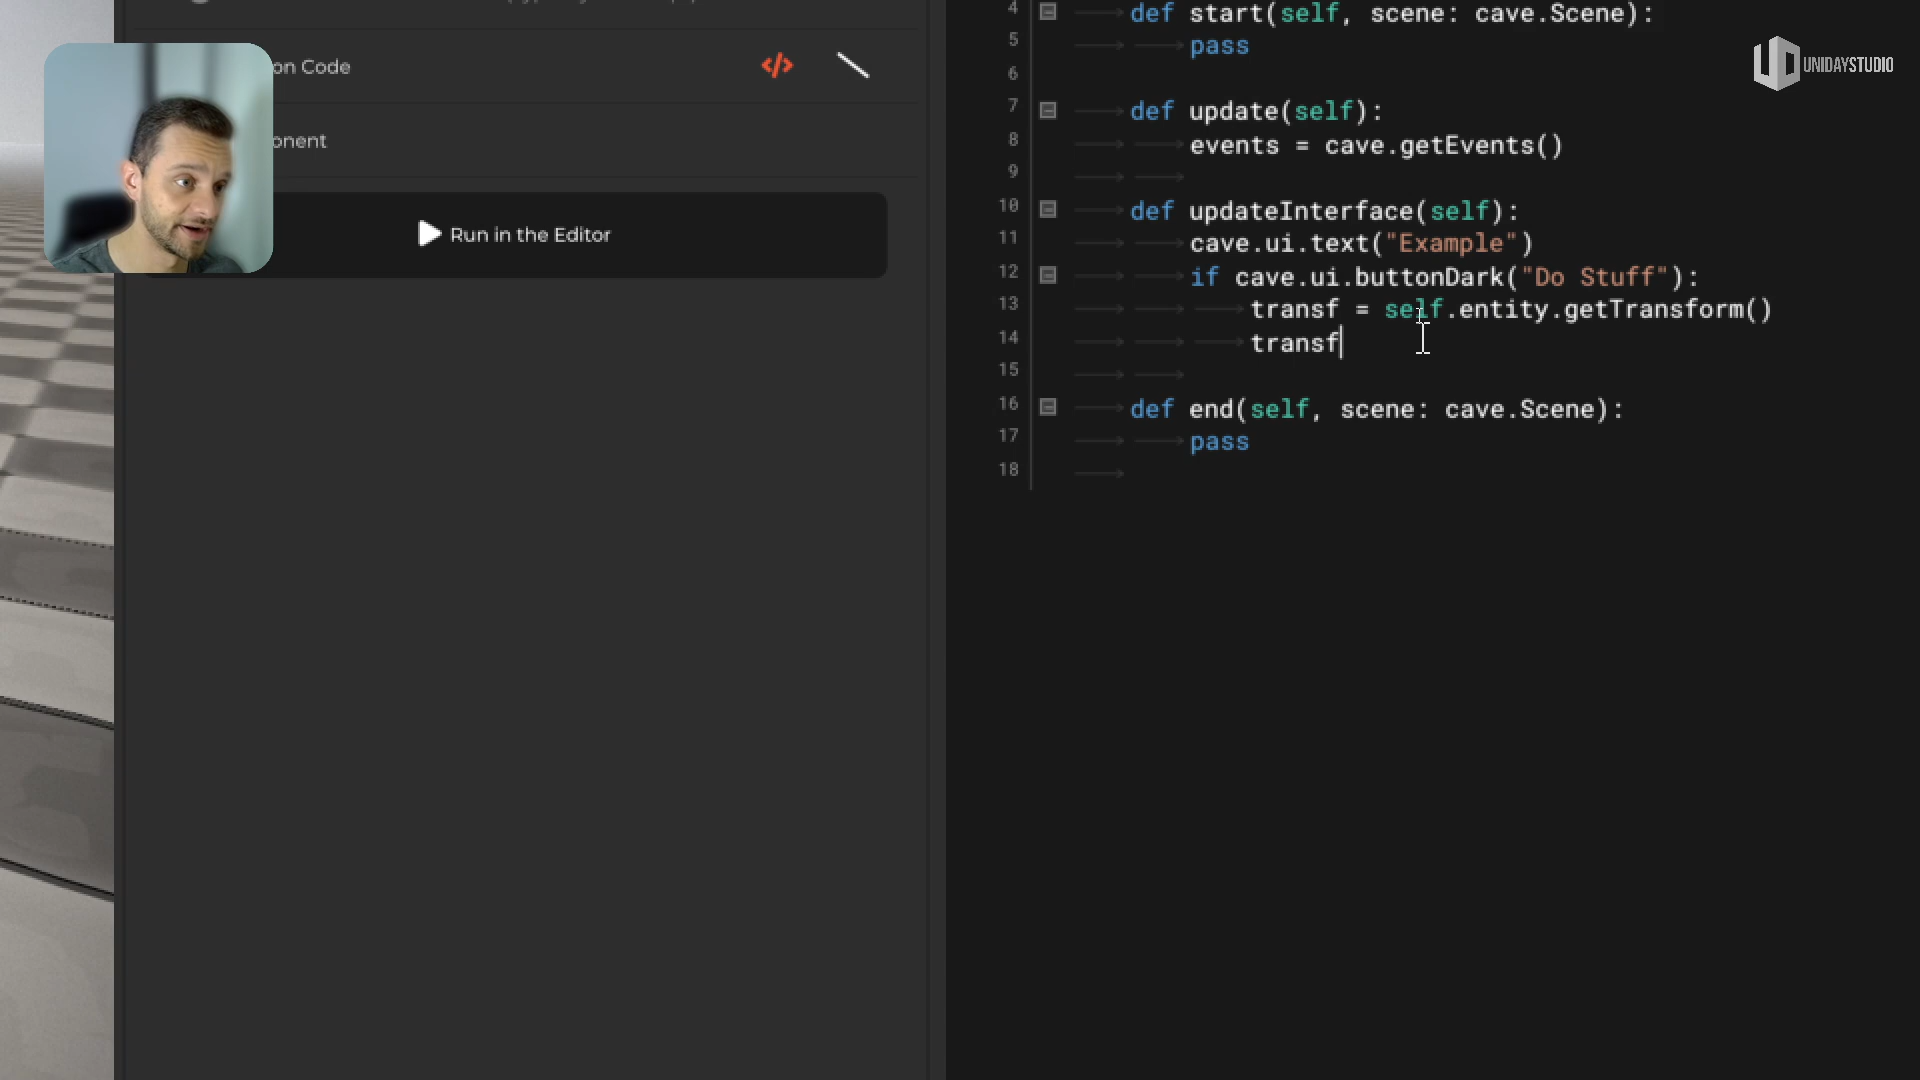 on Code
onent
Run in the Editor
UNIDAYSTUDIO
4 def start(self, scene: cave.Scene):
5 pass
6
7 def update(self):
8 events = cave.getEvents()
9
10 def updateInterface(self):
11 cave.ui.text("Example")
12 if cave.ui.buttonDark("Do Stuff"):
13 transf = self.entity.getTransform()
14 transf
15
16 def end(self, scene: cave.Scene):
17 pass
18